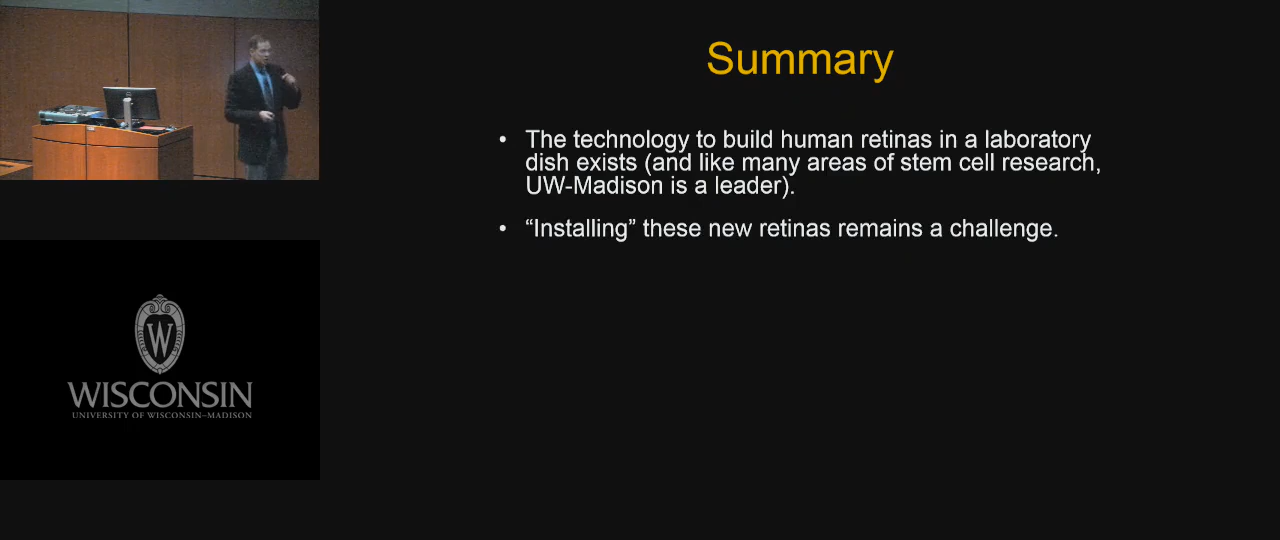 Summary
• The technology to build human retinas in a laboratory
dish exists (and like many areas of stem cell research,
UW-Madison is a leader).
• “Installing” these new retinas remains a challenge.
W
WISCONSIN
UNIVERSITY OF WISCONSIN–MADISON